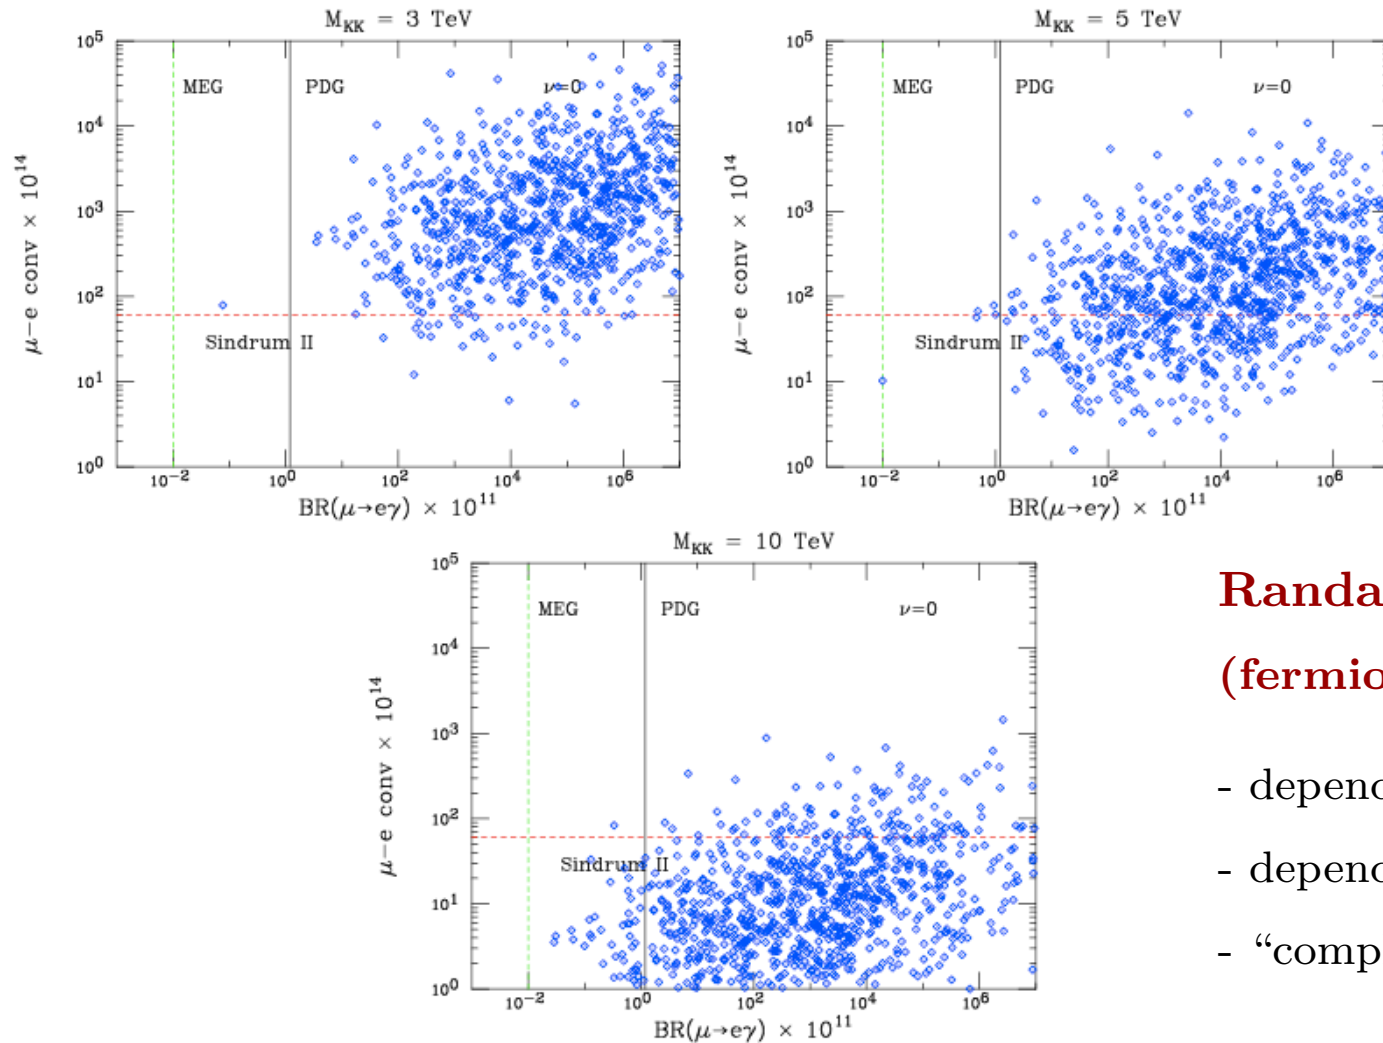 M_KK = 3 TeV
10^5
10^4
10^3
10^2
10^1
10^0
μ−e conv × 10^14
MEG
PDG
ν=0
Sindrum II
10^−2
10^0
10^2
10^4
10^6
BR(μ→eγ) × 10^11
M_KK = 5 TeV
10^5
10^4
10^3
10^2
10^1
10^0
μ−e conv × 10^14
MEG
PDG
ν=0
Sindrum II
10^−2
10^0
10^2
10^4
10^6
BR(μ→eγ) × 10^11
M_KK = 10 TeV
10^5
10^4
10^3
10^2
10^1
10^0
μ−e conv × 10^14
MEG
PDG
ν=0
Sindrum II
10^−2
10^0
10^2
10^4
10^6
BR(μ→eγ) × 10^11
Randa
(fermio
- depend
- depend
- “comp